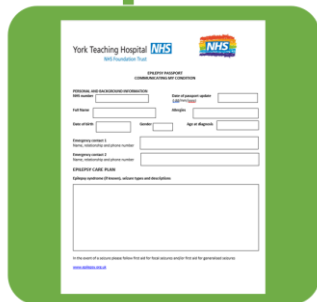 York Teaching Hospital NHS
NHS Foundation Trust
NHS
EPILEPSY PASSPORT
COMMUNICATING MY CONDITION
PERSONAL AND BACKGROUND INFORMATION
NHS number
Date of passport update
Full Name
Allergies
Date of birth
Gender
Age at diagnosis
Emergency contact 1
Name, relationship and phone number
Emergency contact 2
Name, relationship and phone number
EPILEPSY CARE PLAN
Epilepsy syndrome (if known), seizure types and descriptions
In the event of a seizure please follow first aid for focal seizures and/or first aid for generalised seizures
www.epilepsy.org.uk